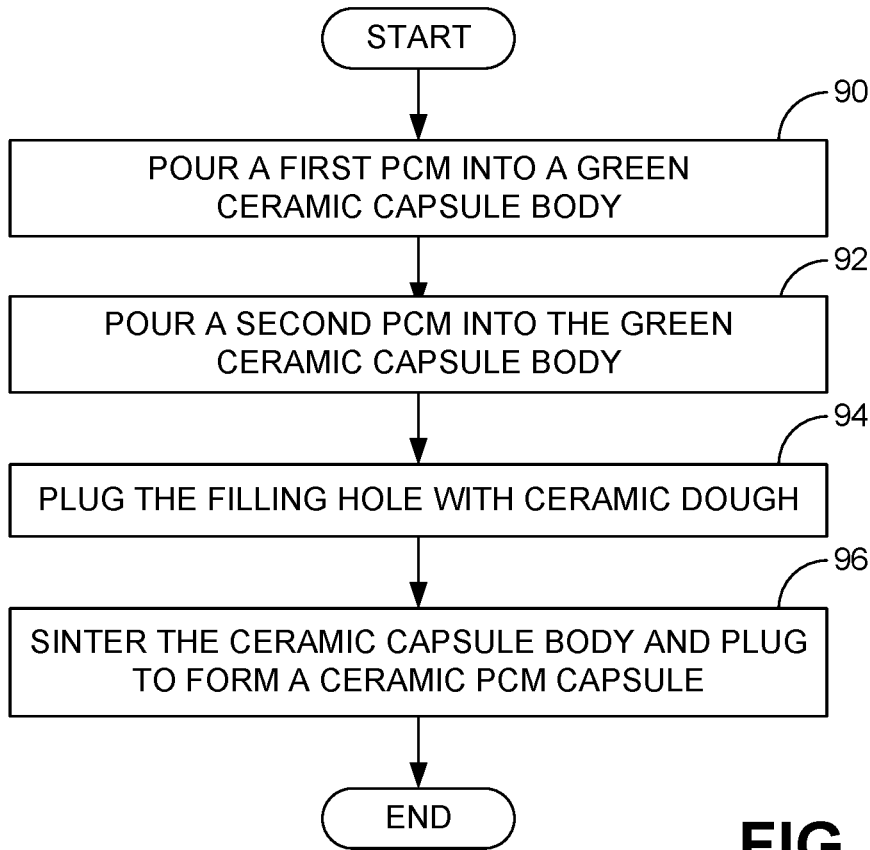 START
90
POUR A FIRST PCM INTO A GREEN
CERAMIC CAPSULE BODY
92
POUR A SECOND PCM INTO THE GREEN
CERAMIC CAPSULE BODY
94
PLUG THE FILLING HOLE WITH CERAMIC DOUGH
96
SINTER THE CERAMIC CAPSULE BODY AND PLUG
TO FORM A CERAMIC PCM CAPSULE
END
FIG